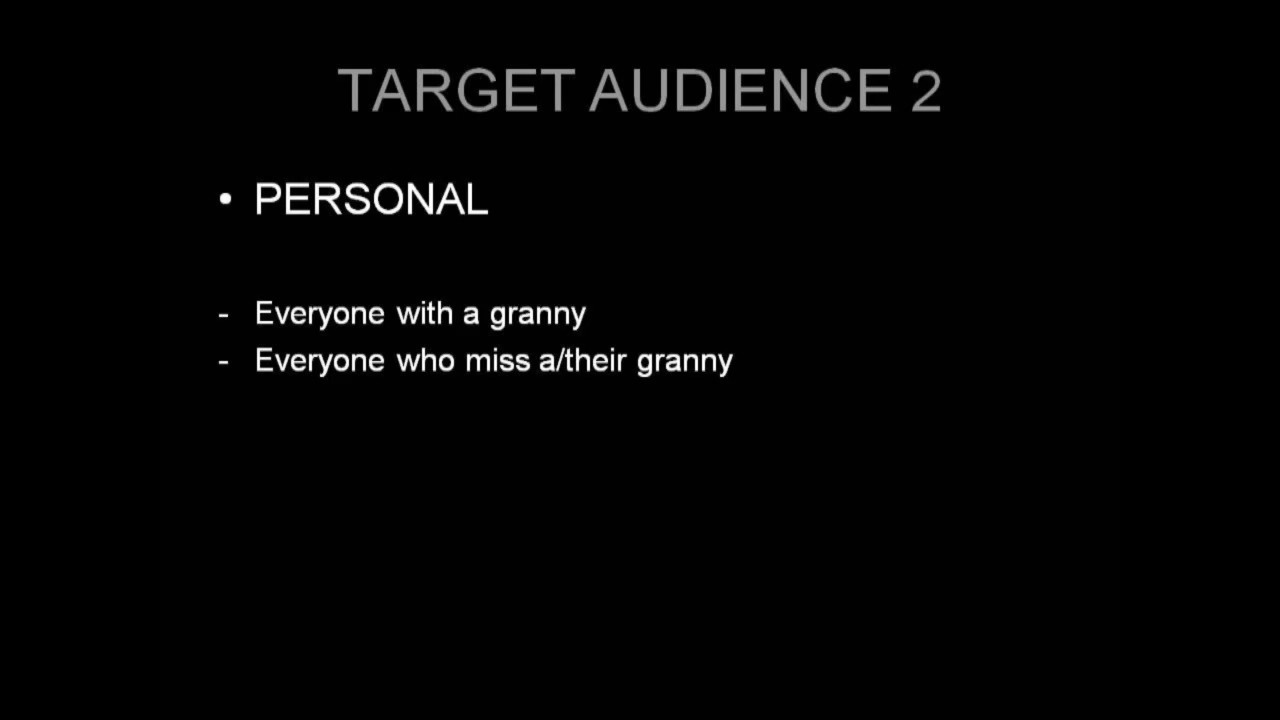 TARGET AUDIENCE 2
• PERSONAL
- Everyone with a granny
- Everyone who miss a/their granny